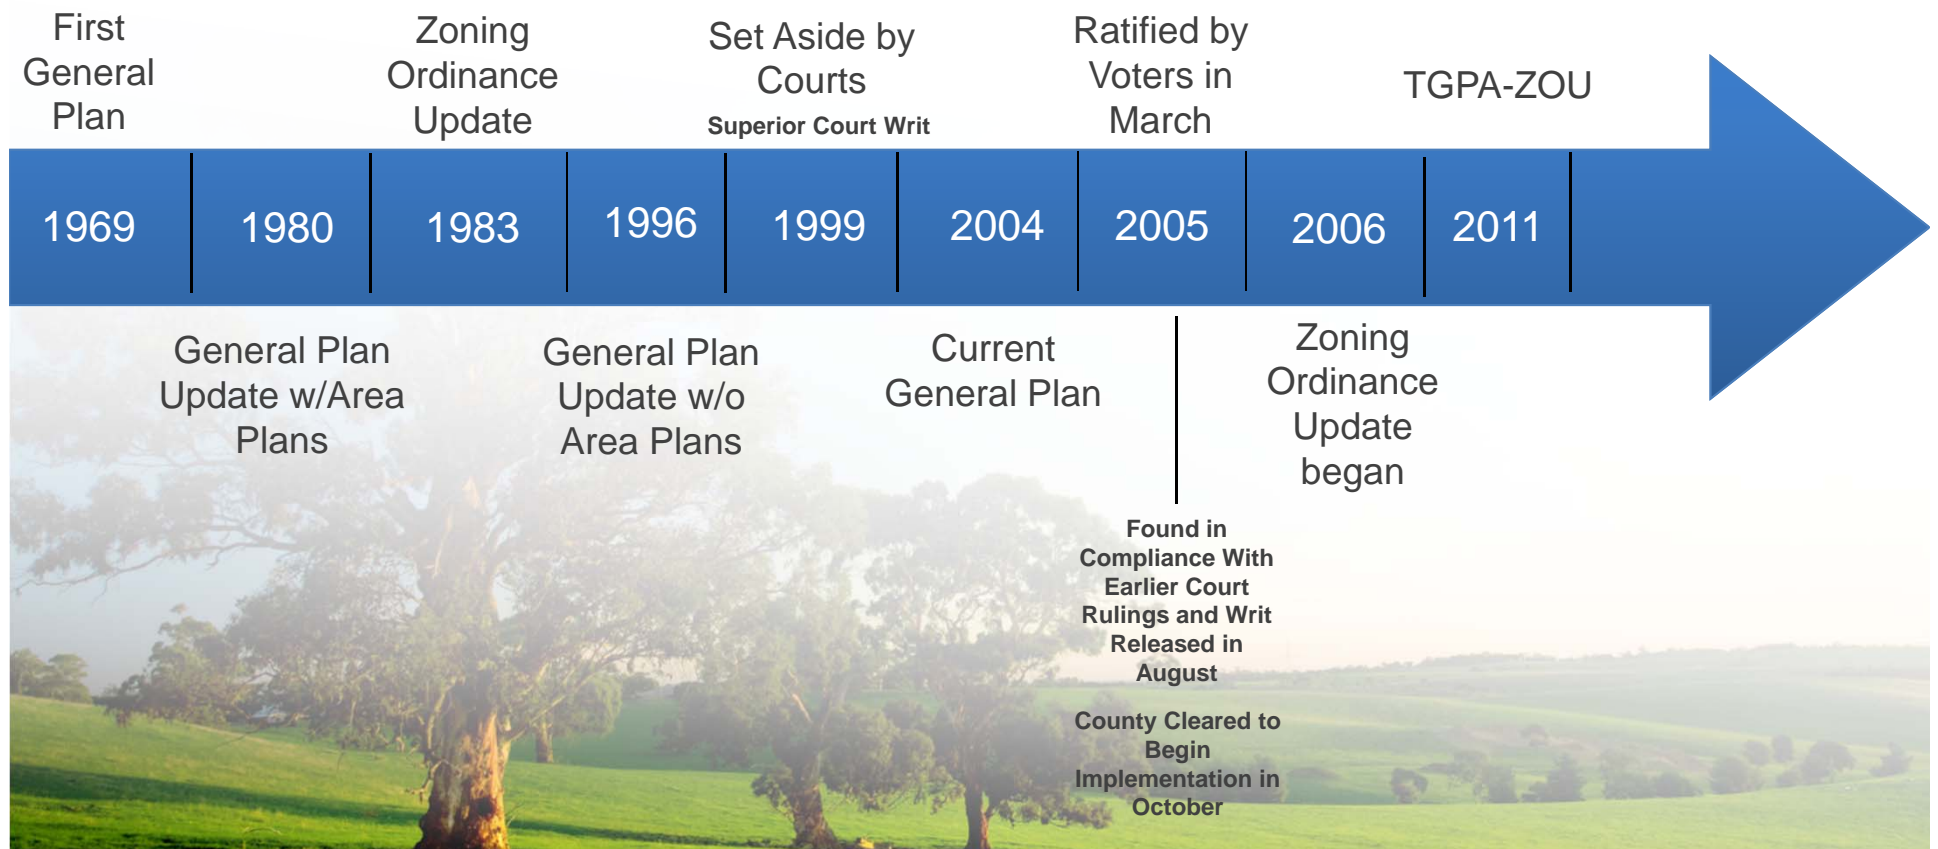 First
General
Plan
Zoning
Ordinance
Update
Set Aside by
Courts
Superior Court Writ
Ratified by
Voters in
March
TGPA-ZOU
1969
1980
1983
1996
1999
2004
2005
2006
2011
General Plan
Update w/Area
Plans
General Plan
Update w/o
Area Plans
Current
General Plan
Zoning
Ordinance
Update
began
Found in
Compliance With
Earlier Court
Rulings and Writ
Released in
August
County Cleared to
Begin
Implementation in
October